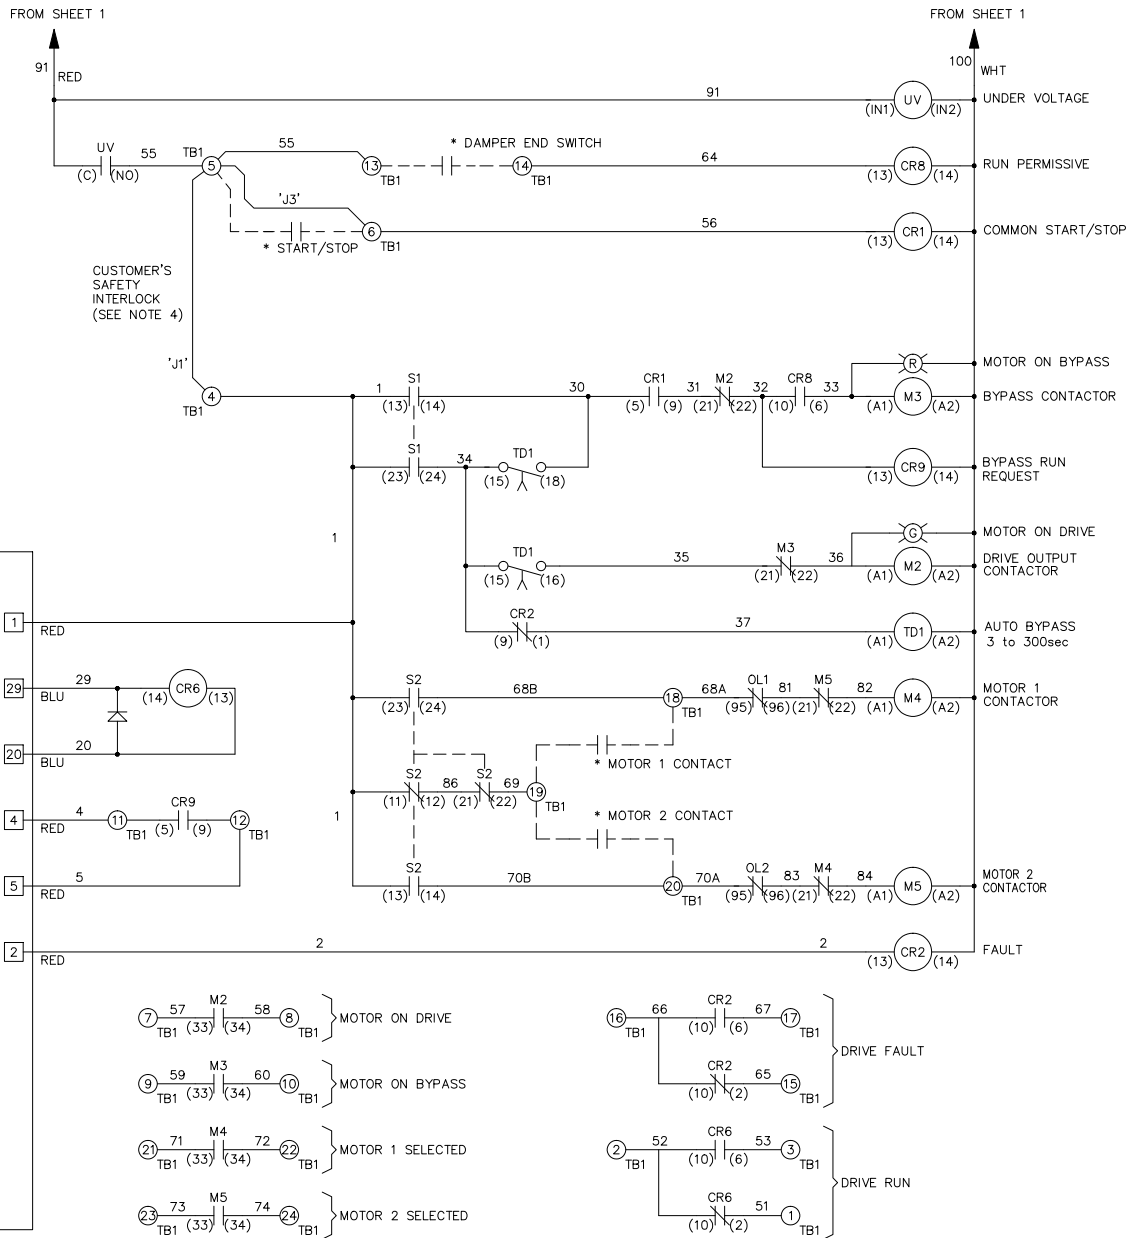 FROM SHEET 1 FROM SHEET 1
91 RED 100 WHT
91 (IN1) UV (IN2) UNDER VOLTAGE
UV 55 TB1 5 55 * DAMPER END SWITCH
(C) (NO) 13 TB1 14 TB1 64 (13) CR8 (14) RUN PERMISSIVE
'J3'
* START/STOP 6 TB1 56 (13) CR1 (14) COMMON START/STOP
CUSTOMER'S
SAFETY
INTERLOCK
(SEE NOTE 4)
'J1' R MOTOR ON BYPASS
TB1 4 1 S1 (13) (14) 30 CR1 (5) (9) 31 M2 (21) (22) 32 CR8 (10) (6) 33 (A1) M3 (A2) BYPASS CONTACTOR
S1 (23) (24) 34 TD1 (15) (18) (13) CR9 (14) BYPASS RUN
REQUEST
1 G MOTOR ON DRIVE
TD1 (15) (16) 35 M3 (21) (22) 36 (A1) M2 (A2) DRIVE OUTPUT
CONTACTOR
1 RED CR2 (9) (1) 37 (A1) TD1 (A2) AUTO BYPASS
3 to 300sec
29 BLU 29 (14) CR6 (13) S2 (23) (24) 68B 18 TB1 68A OL1 (95) (96) 81 M5 (21) (22) 82 (A1) M4 (A2) MOTOR 1
CONTACTOR
20 BLU 20 * MOTOR 1 CONTACT
S2 (11) (12) 86 S2 (21) (22) 69 19 TB1
4 RED 4 11 TB1 CR9 (5) (9) 12 TB1 1 * MOTOR 2 CONTACT
5 RED 5 S2 (13) (14) 70B 20 TB1 70A OL2 (95) (96) 83 M4 (21) (22) 84 (A1) M5 (A2) MOTOR 2
CONTACTOR
2 RED 2 2 (13) CR2 (14) FAULT
7 TB1 57 M2 (33) (34) 58 8 TB1 MOTOR ON DRIVE
9 TB1 59 M3 (33) (34) 60 10 TB1 MOTOR ON BYPASS
21 TB1 71 M4 (33) (34) 72 22 TB1 MOTOR 1 SELECTED
23 TB1 73 M5 (33) (34) 74 24 TB1 MOTOR 2 SELECTED
16 TB1 66 CR2 (10) (6) 67 17 TB1
DRIVE FAULT
CR2 (10) (2) 65 15 TB1
2 TB1 52 CR6 (10) (6) 53 3 TB1
DRIVE RUN
CR6 (10) (2) 51 1 TB1